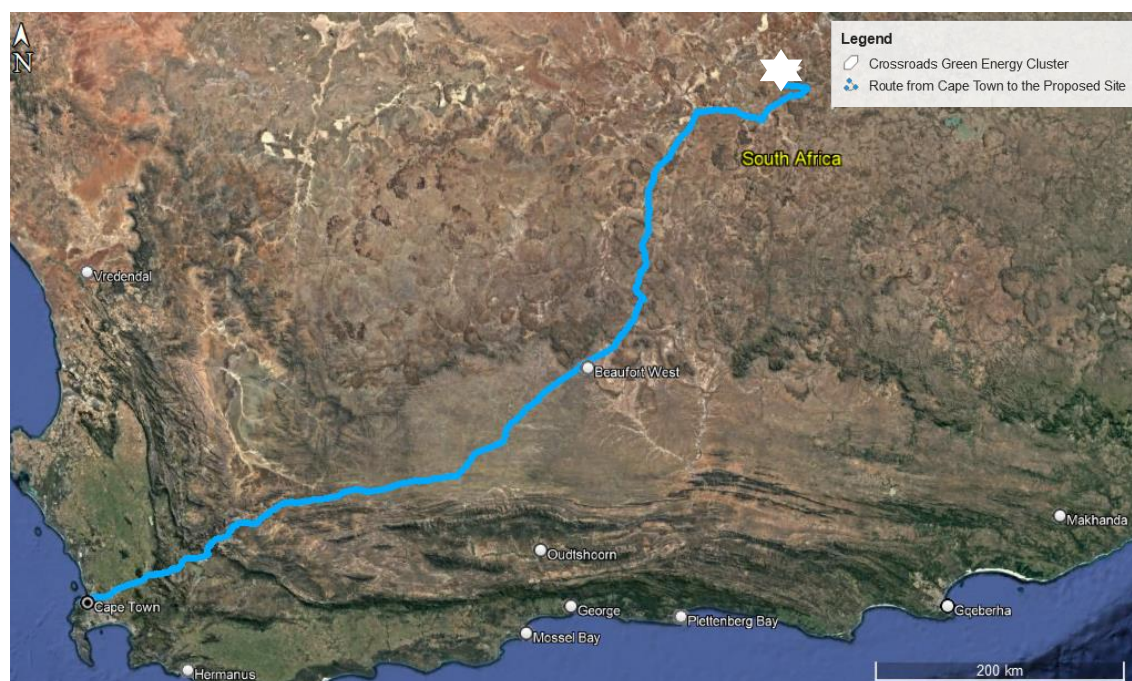 N
Legend
Crossroads Green Energy Cluster
Route from Cape Town to the Proposed Site
South Africa
Vredendal
Beaufort West
Makhanda
Oudtshoorn
Cape Town
George
Gqeberha
Plettenberg Bay
Mossel Bay
Hermanus
200 km